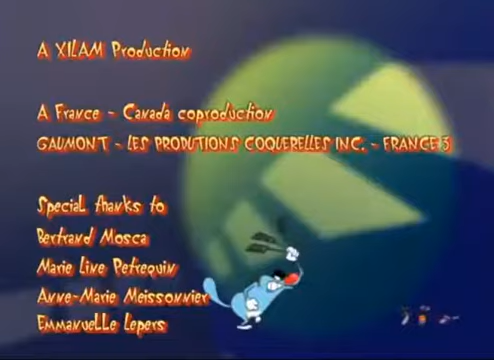 A XILAM Production
A France - Canada coproduction
GAUMONT - LES PRODUTIONS COQUERELLES INC. - FRANCE 3
Special thanks to
Bertrand Mosca
Marie Line Petrequin
Anne-Marie Meissonnier
Emmanuelle Lepers